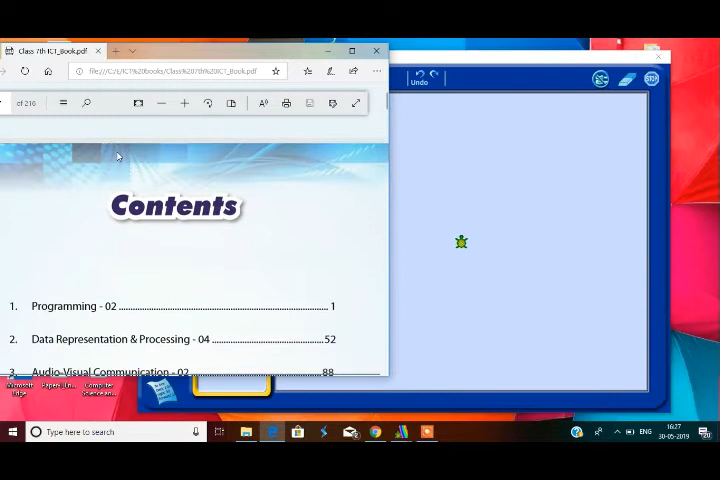 Class 7th ICT_Book.pdf
file:///C:/E/ICT%20books/Class%207th%20ICT_Book.pdf
of 216
Undo
STOP
Contents
1. Programming - 02 ........ 1
2. Data Representation & Processing - 04 ........ 52
3. Audio-Visual Communication - 02 ........ 88
Microsoft Edge
Computer Science an...
Type here to search
ENG
16:27
30-05-2019
20